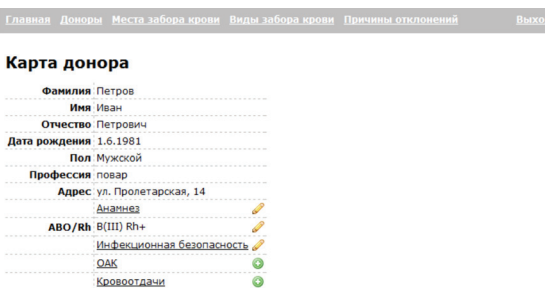 Главная Доноры Места забора крови Виды забора крови Причины отклонений
Карта донора
Фамилия Петров
Имя Иван
Отчество Петрович
Дата рождения 1.6.1981
Пол Мужской
Профессия повар
Адрес ул. Пролетарская, 14
Анамнез
ABO/Rh B(III) Rh+
Инфекционная безопасность
ОАК
Кровоотдачи